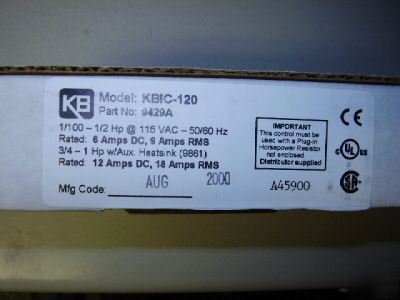 KB
Model: KBIC-120
Part No: 9429A
1/100 – 1/2 Hp @ 115 VAC – 50/60 Hz
Rated: 6 Amps DC, 9 Amps RMS
3/4 – 1 Hp w/Aux. Heatsink (9861)
Rated: 12 Amps DC, 18 Amps RMS
Mfg Code: AUG 2000
IMPORTANT
This control must be
used with a Plug-in
Horsepower Resistor
not enclosed.
Distributor supplied
A45900
CE
c UL US
SA